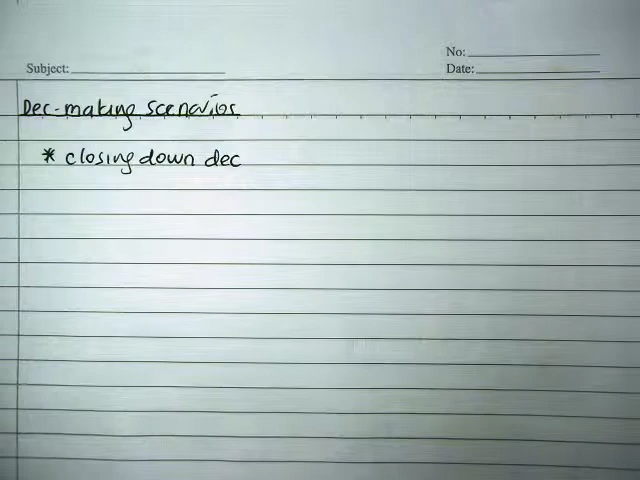 No:
Subject:
Date:
Dec-making scenarios
* closing down dec